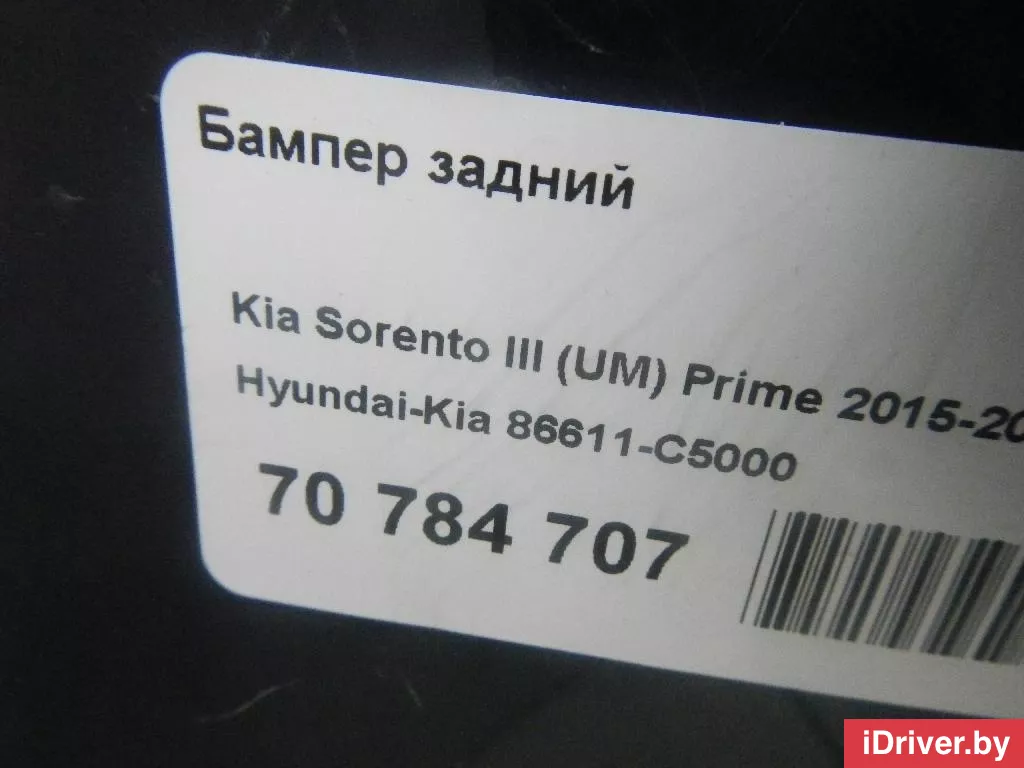 Бампер задний
Kia Sorento III (UM) Prime 2015-20
Hyundai-Kia 86611-C5000
70 784 707
iDriver.by